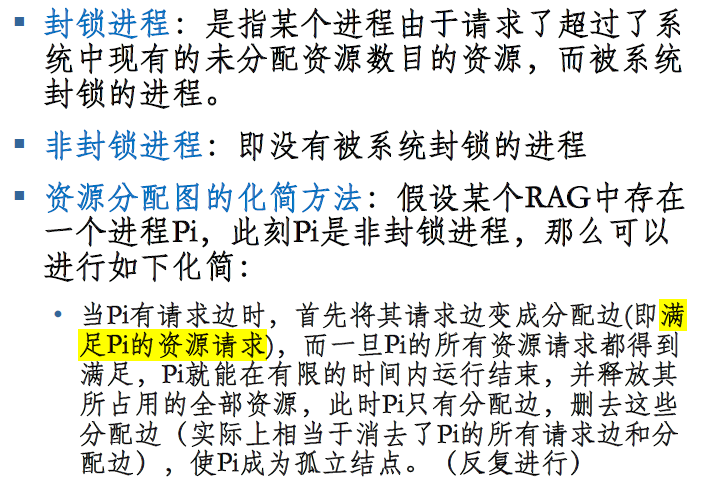 ▪ 封锁进程：是指某个进程由于请求了超过了系
统中现有的未分配资源数目的资源，而被系统
封锁的进程。
▪ 非封锁进程：即没有被系统封锁的进程
▪ 资源分配图的化简方法：假设某个RAG中存在
一个进程Pi，此刻Pi是非封锁进程，那么可以
进行如下化简：
• 当Pi有请求边时，首先将其请求边变成分配边(即满
足Pi的资源请求)，而一旦Pi的所有资源请求都得到
满足，Pi就能在有限的时间内运行结束，并释放其
所占用的全部资源，此时Pi只有分配边，删去这些
分配边（实际上相当于消去了Pi的所有请求边和分
配边），使Pi成为孤立结点。（反复进行）